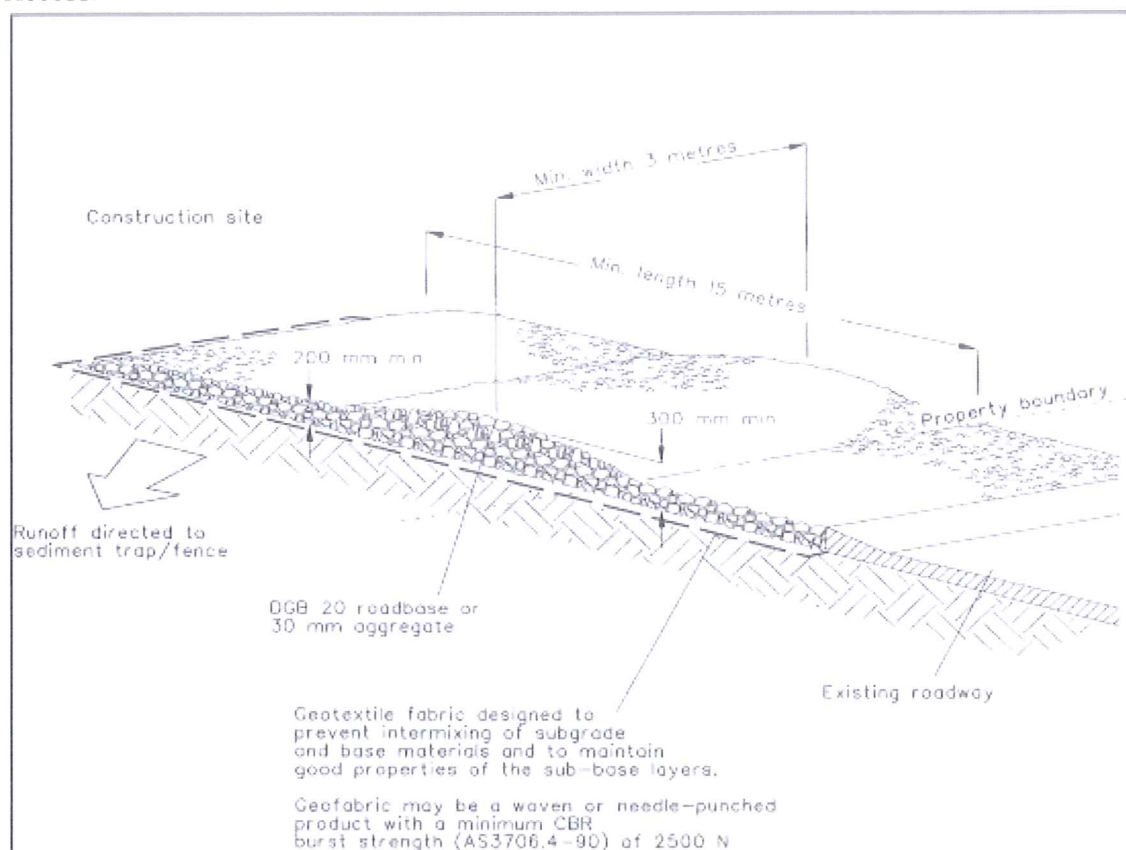 Min. width 3 metres
Construction site
Min. length 15 metres
200 mm min
300 mm min
Property boundary
Runoff directed to
sediment trap/fence
DGB 20 roadbase or
30 mm aggregate
Existing roadway
Geotextile fabric designed to
prevent intermixing of subgrade
and base materials and to maintain
good properties of the sub-base layers.
Geofabric may be a woven or needle-punched
product with a minimum CBR
burst strength (AS3706.4-90) of 2500 N